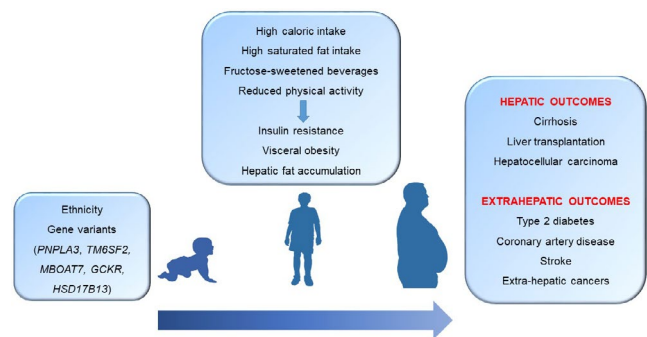 High caloric intake
High saturated fat intake
Fructose-sweetened beverages
Reduced physical activity
Insulin resistance
Visceral obesity
Hepatic fat accumulation
HEPATIC OUTCOMES
Cirrhosis
Liver transplantation
Hepatocellular carcinoma
EXTRAHEPATIC OUTCOMES
Type 2 diabetes
Coronary artery disease
Stroke
Extra-hepatic cancers
Ethnicity
Gene variants
(PNPLA3, TM6SF2,
MBOAT7, GCKR,
HSD17B13)